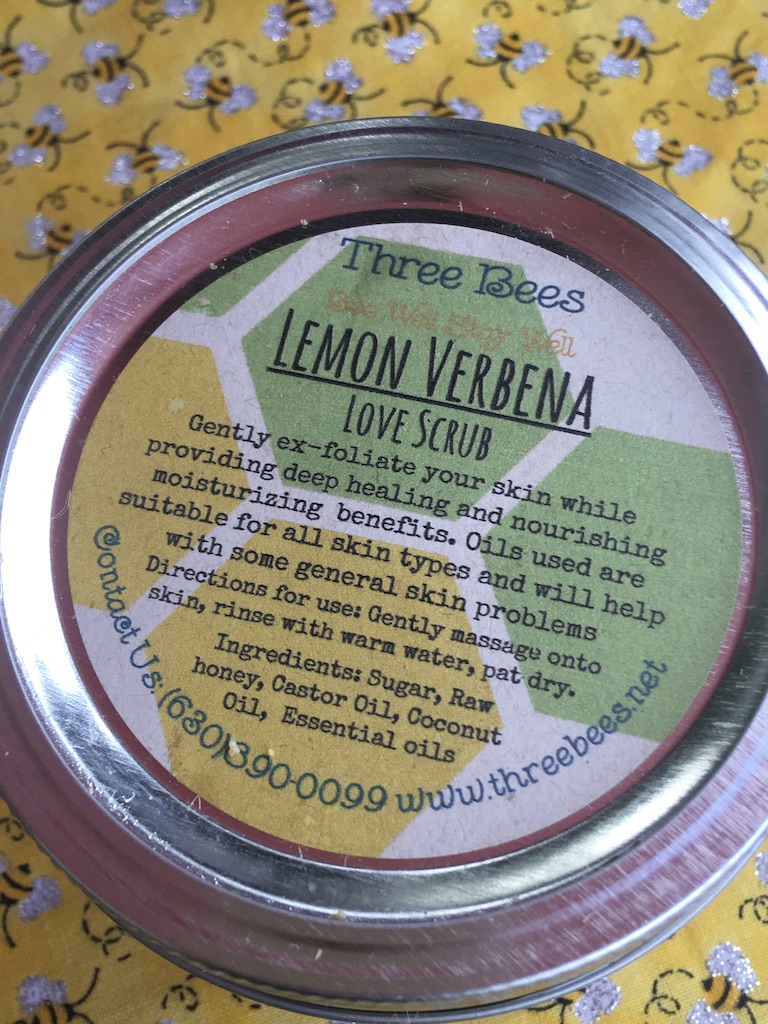 Three Bees
Bee Well Stay Well
LEMON VERBENA
LOVE SCRUB
Gently ex-foliate your skin while
providing deep healing and nourishing
moisturizing benefits. Oils used are
suitable for all skin types and will help
with some general skin problems
Directions for use: Gently massage onto
skin, rinse with warm water, pat dry.
Ingredients: Sugar, Raw
honey, Castor Oil, Coconut
Oil, Essential oils
Contact Us: (630)390-0099 www.threebees.net